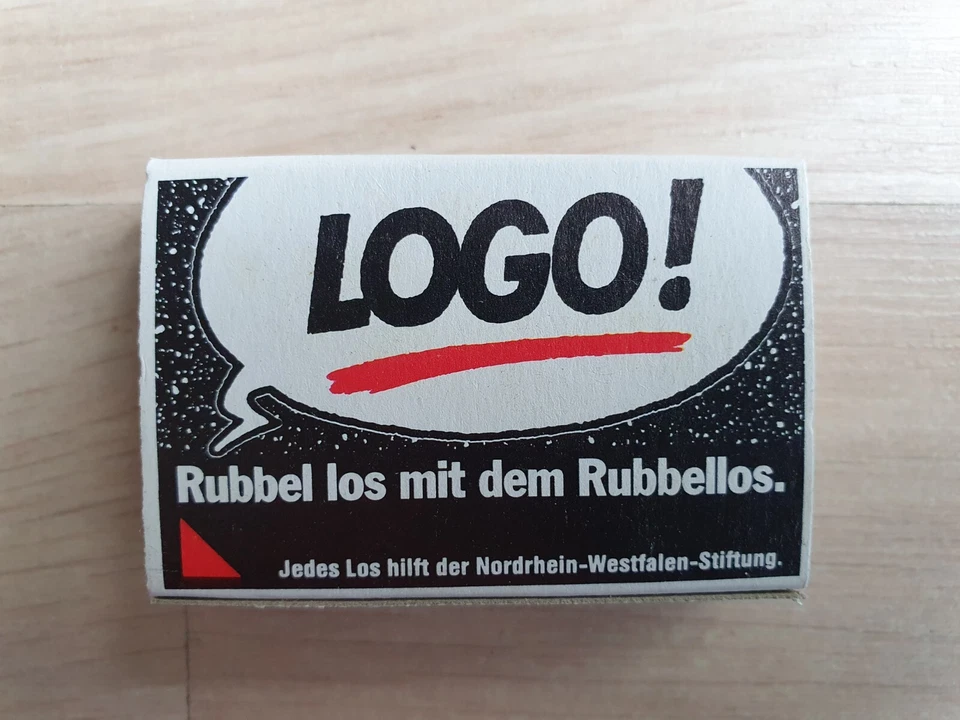 LOGO!
Rubbel los mit dem Rubbellos.
Jedes Los hilft der Nordrhein-Westfalen-Stiftung.